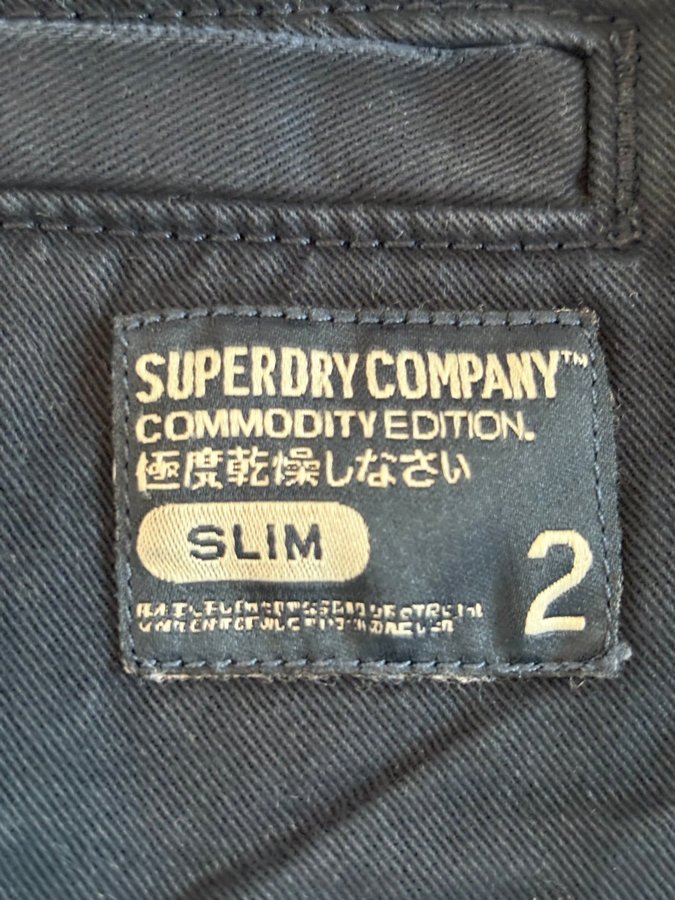 SUPERDRY COMPANY™
COMMODITY EDITION.
極度乾燥しなさい
SLIM
2